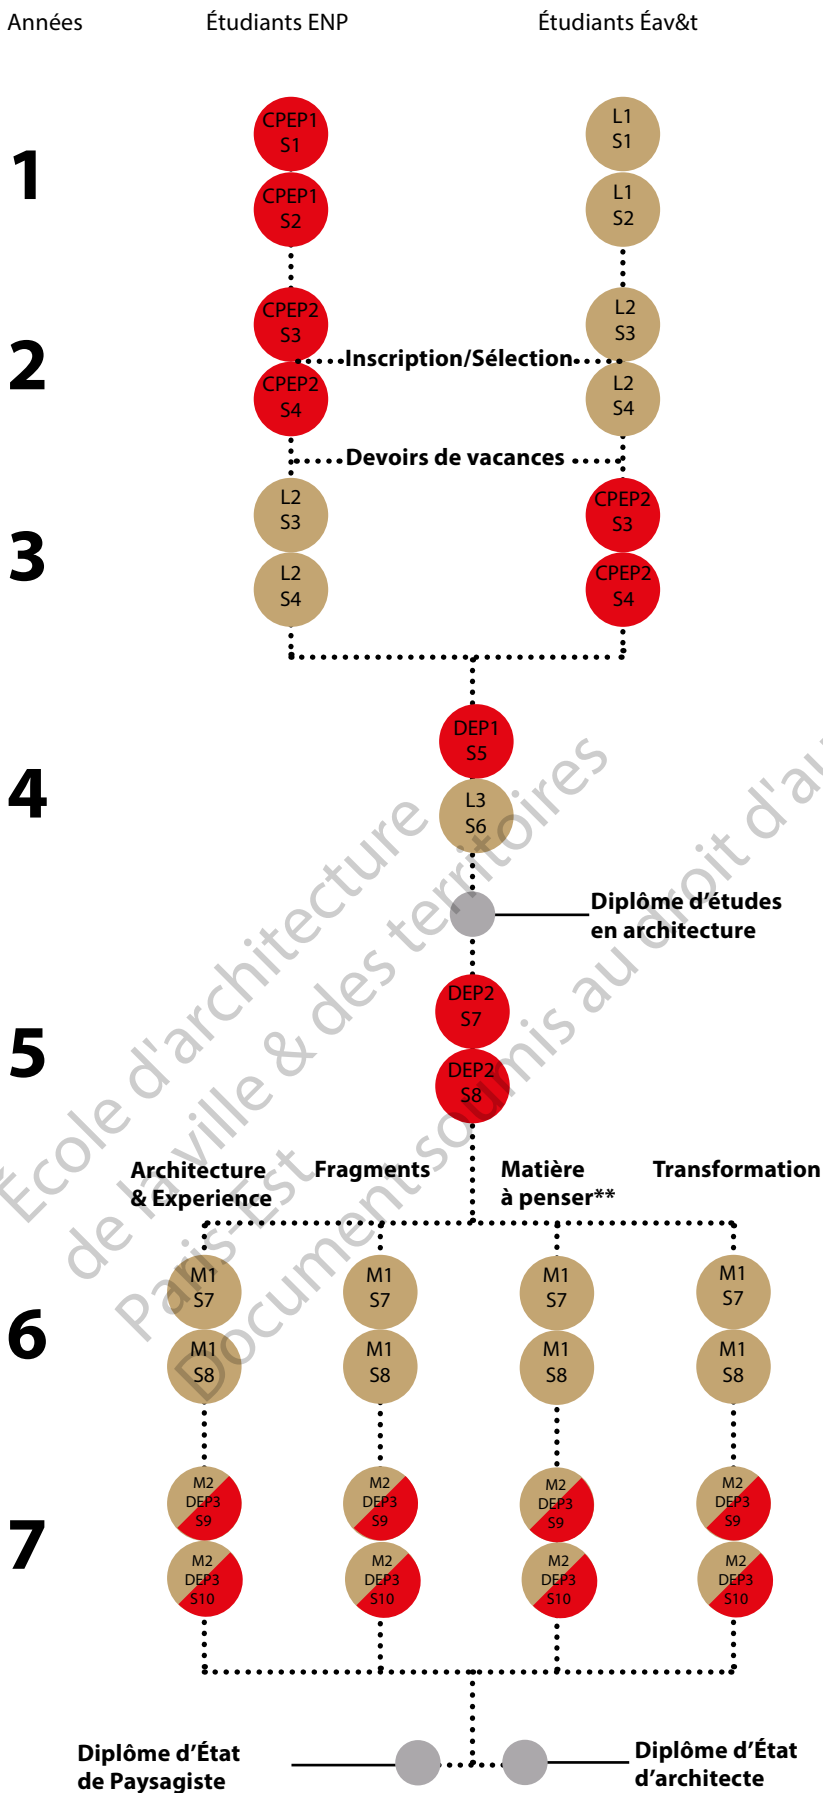 Années Étudiants ENP Étudiants Éav&t
1
CPEP1
S1
L1
S1
CPEP1
S2
L1
S2
2
CPEP2
S3
L2
S3
Inscription/Sélection
CPEP2
S4
L2
S4
Devoirs de vacances
3
L2
S3
CPEP2
S3
L2
S4
CPEP2
S4
4
DEP1
S5
L3
S6
Diplôme d'études
en architecture
5
DEP2
S7
DEP2
S8
Architecture
& Experience
Fragments
Matière
à penser**
Transformation
6
M1
S7
M1
S7
M1
S7
M1
S7
M1
S8
M1
S8
M1
S8
M1
S8
7
M2
DEP3
S9
M2
DEP3
S9
M2
DEP3
S9
M2
DEP3
S9
M2
DEP3
S10
M2
DEP3
S10
M2
DEP3
S10
M2
DEP3
S10
Diplôme d'État
de Paysagiste
Diplôme d'État
d'architecte
École d'architecture
de la ville & des territoires
Paris-Est
Document soumis au droit d'au